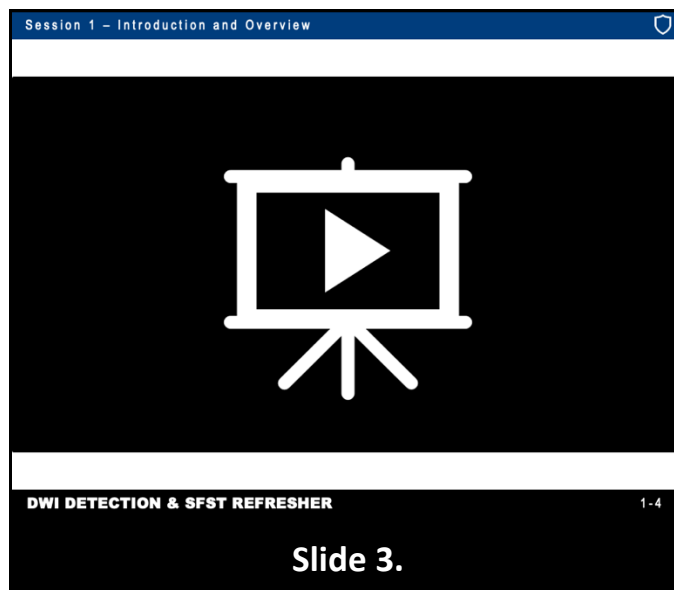 Session 1 – Introduction and Overview
DWI DETECTION & SFST REFRESHER
1-4
Slide 3.